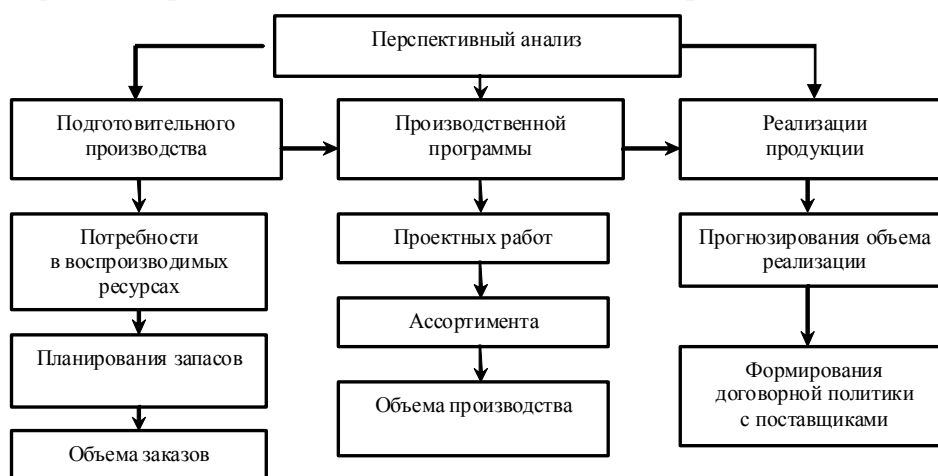 Перспективный анализ
Подготовительного
производства
Производственной
программы
Реализации
продукции
Потребности
в воспроизводимых
ресурсах
Проектных работ
Прогнозирования объема
реализации
Ассортимента
Планирования запасов
Формирования
договорной политики
с поставщиками
Объема производства
Объема заказов